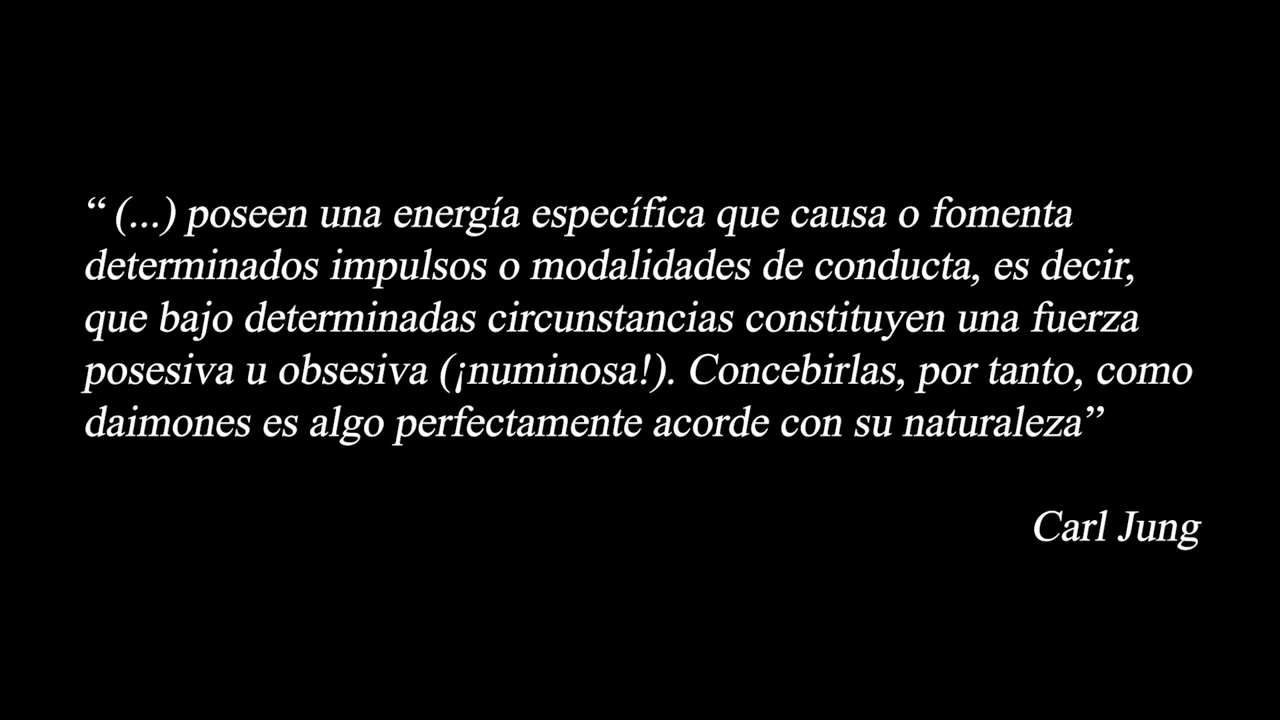 “ (...) poseen una energía específica que causa o fomenta
determinados impulsos o modalidades de conducta, es decir,
que bajo determinadas circunstancias constituyen una fuerza
posesiva u obsesiva (¡numinosa!). Concebirlas, por tanto, como
daimones es algo perfectamente acorde con su naturaleza”
Carl Jung